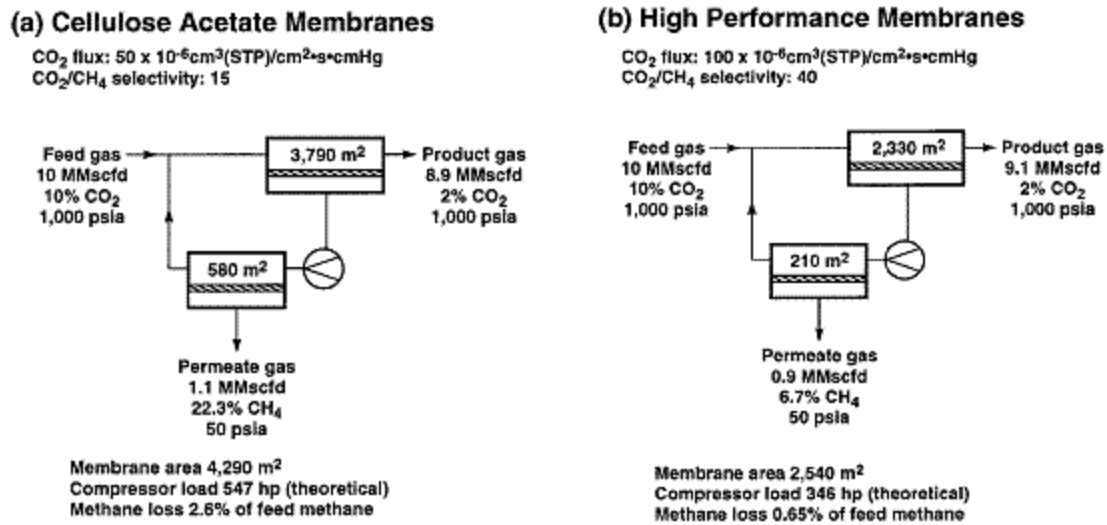 (a) Cellulose Acetate Membranes
CO2 flux: 50 x 10-6cm3(STP)/cm2•s•cmHg
CO2/CH4 selectivity: 15
Feed gas
10 MMscfd
10% CO2
1,000 psia
3,790 m2
Product gas
8.9 MMscfd
2% CO2
1,000 psia
580 m2
Permeate gas
1.1 MMscfd
22.3% CH4
50 psia
Membrane area 4,290 m2
Compressor load 547 hp (theoretical)
Methane loss 2.6% of feed methane
(b) High Performance Membranes
CO2 flux: 100 x 10-6cm3(STP)/cm2•s•cmHg
CO2/CH4 selectivity: 40
Feed gas
10 MMscfd
10% CO2
1,000 psia
2,330 m2
Product gas
9.1 MMscfd
2% CO2
1,000 psia
210 m2
Permeate gas
0.9 MMscfd
6.7% CH4
50 psia
Membrane area 2,540 m2
Compressor load 346 hp (theoretical)
Methane loss 0.65% of feed methane